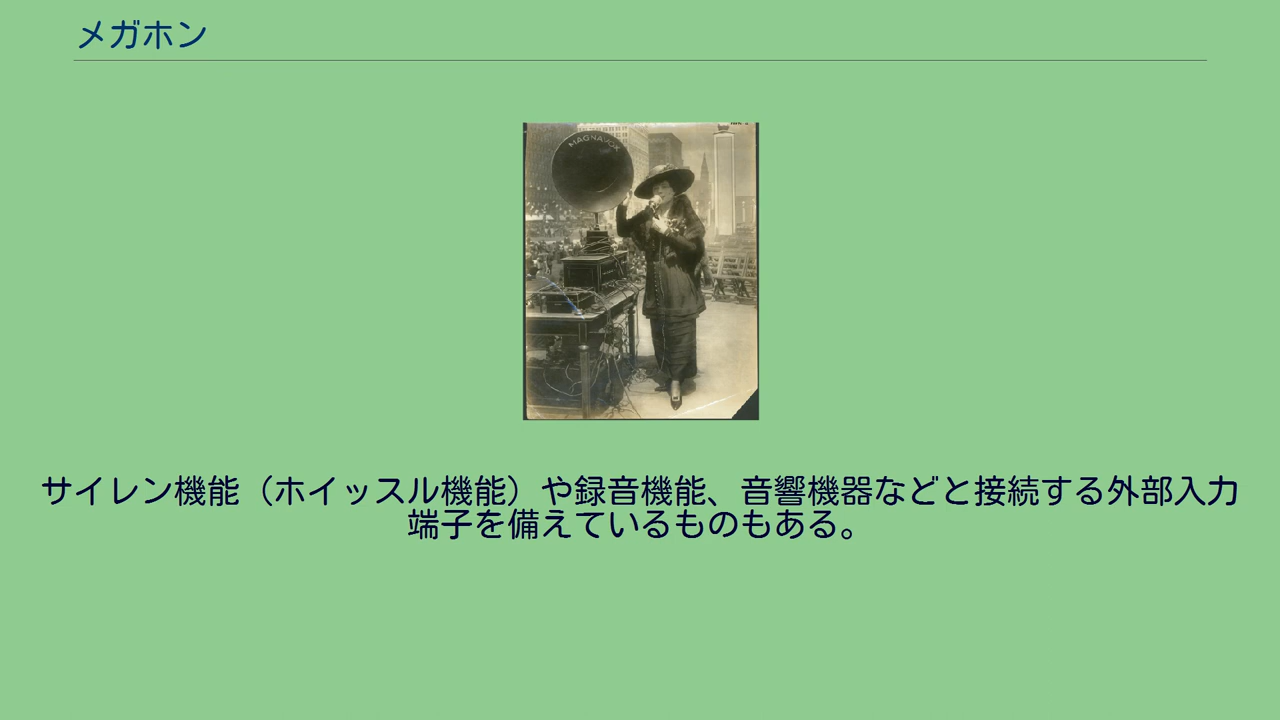 メガホン
MAGNAVOX
サイレン機能（ホイッスル機能）や録音機能、音響機器などと接続する外部入力
端子を備えているものもある。